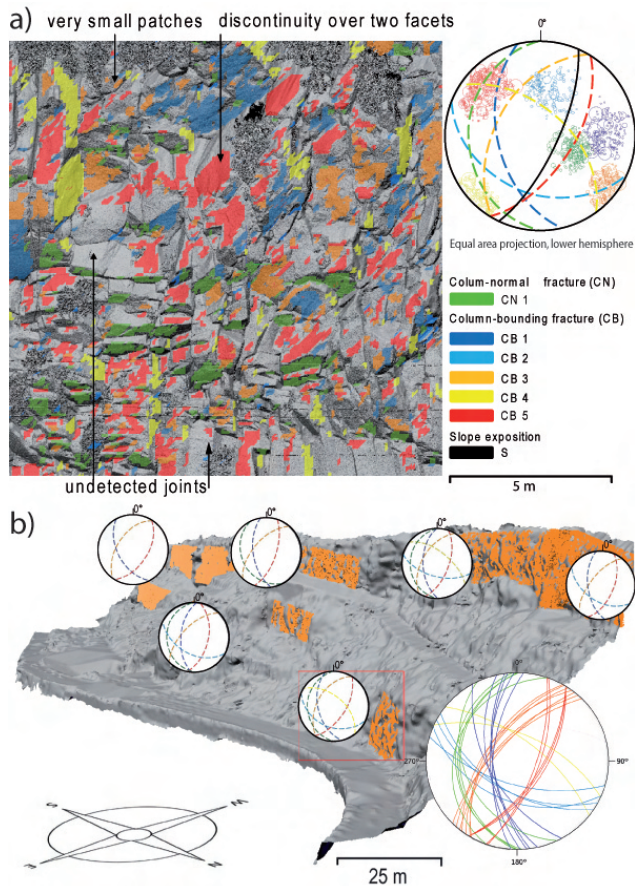 a)
very small patches
discontinuity over two facets
undetected joints
0°
Equal area projection, lower hemisphere
Colum-normal fracture (CN)
CN 1
Column-bounding fracture (CB)
CB 1
CB 2
CB 3
CB 4
CB 5
Slope exposition
S
5 m
b)
0°
0°
0°
0°
0°
0°
0°
270°
90°
180°
25 m